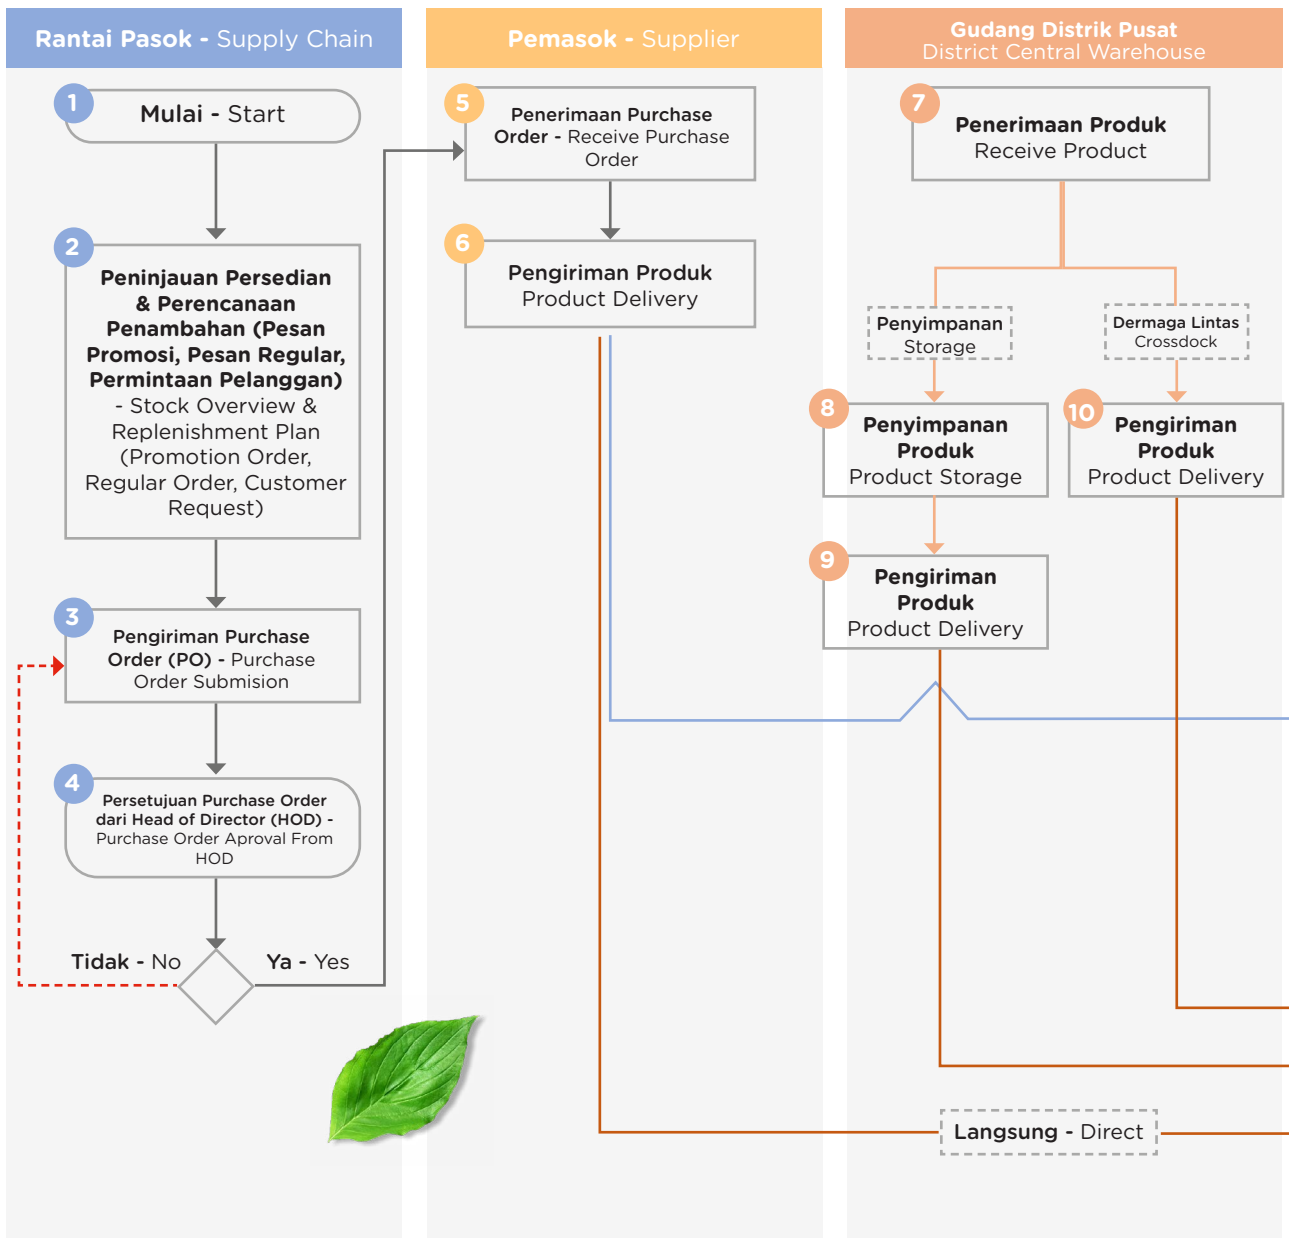 Rantai Pasok - Supply Chain
1
Mulai - Start
2
Peninjauan Persedian
& Perencanaan
Penambahan (Pesan
Promosi, Pesan Regular,
Permintaan Pelanggan)
- Stock Overview &
Replenishment Plan
(Promotion Order,
Regular Order, Customer
Request)
3
Pengiriman Purchase
Order (PO) - Purchase
Order Submision
4
Persetujuan Purchase Order
dari Head of Director (HOD) -
Purchase Order Aproval From
HOD
Tidak - No
Ya - Yes
Pemasok - Supplier
5
Penerimaan Purchase
Order - Receive Purchase
Order
6
Pengiriman Produk
Product Delivery
Gudang Distrik Pusat
District Central Warehouse
7
Penerimaan Produk
Receive Product
Penyimpanan
Storage
Dermaga Lintas
Crossdock
8
Penyimpanan
Produk
Product Storage
10
Pengiriman
Produk
Product Delivery
9
Pengiriman
Produk
Product Delivery
Langsung - Direct